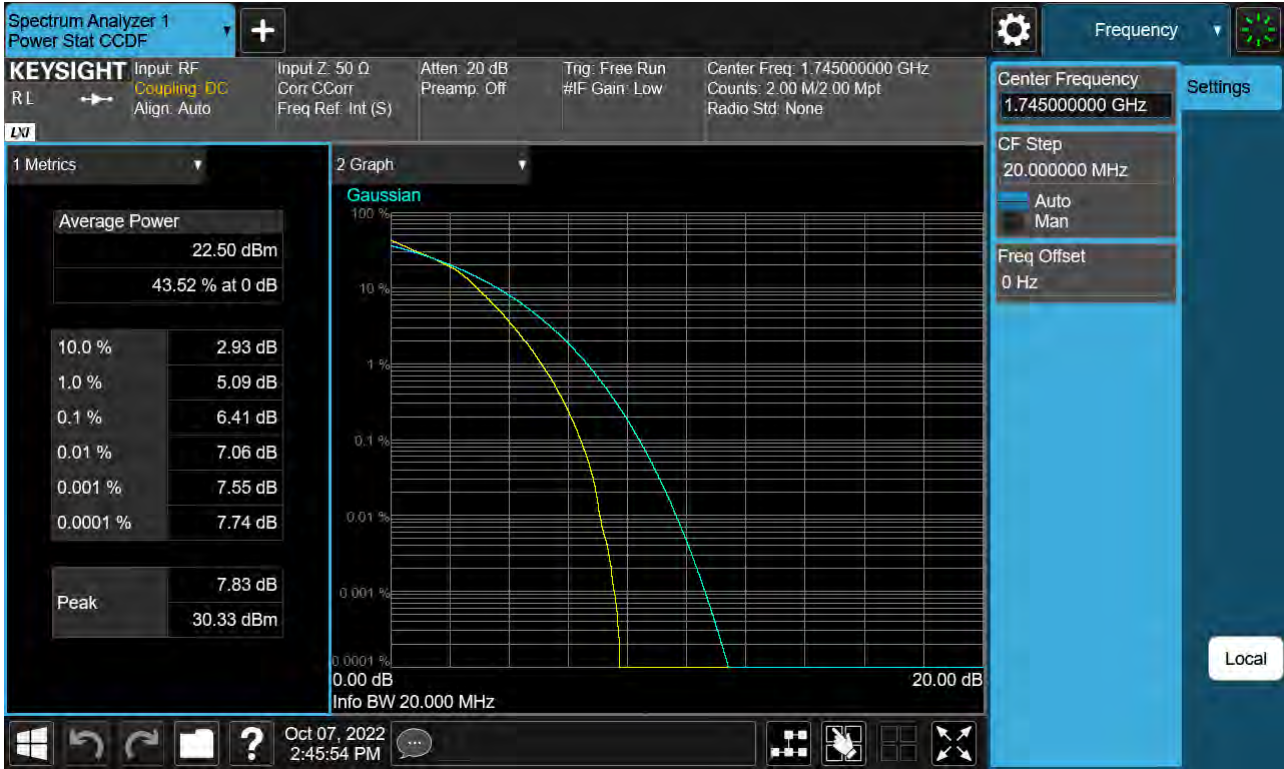 Spectrum Analyzer 1
Power Stat CCDF
Frequency
KEYSIGHT
RL
LXI
Input: RF
Coupling: DC
Align: Auto
Input Z: 50 Ω
Corr CCorr
Freq Ref: Int (S)
Atten: 20 dB
Preamp: Off
Trig: Free Run
#IF Gain: Low
Center Freq: 1.745000000 GHz
Counts: 2.00 M/2.00 Mpt
Radio Std: None
Center Frequency
1.745000000 GHz
Settings
CF Step
20.000000 MHz
Auto
Man
Freq Offset
0 Hz
1 Metrics
Average Power
22.50 dBm
43.52 % at 0 dB
10.0 % 2.93 dB
1.0 % 5.09 dB
0.1 % 6.41 dB
0.01 % 7.06 dB
0.001 % 7.55 dB
0.0001 % 7.74 dB
Peak
7.83 dB
30.33 dBm
2 Graph
Gaussian
100 %
10 %
1 %
0.1 %
0.01 %
0.001 %
0.0001 %
0.00 dB 20.00 dB
Info BW 20.000 MHz
Local
?
Oct 07, 2022
2:45:54 PM